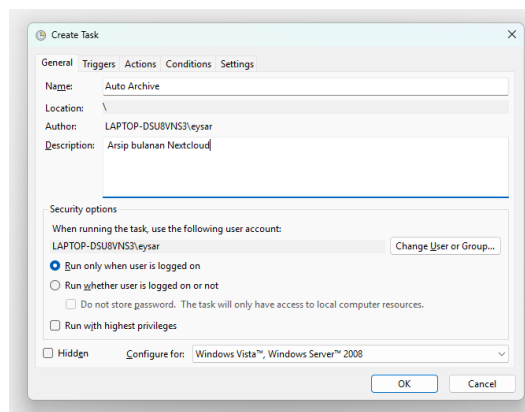 Create Task
General Triggers Actions Conditions Settings
Name: Auto Archive
Location: \
Author: LAPTOP-DSU8VNS3\eysar
Description: Arsip bulanan Nextcloud
Security options
When running the task, use the following user account:
LAPTOP-DSU8VNS3\eysar Change User or Group...
Run only when user is logged on
Run whether user is logged on or not
Do not store password. The task will only have access to local computer resources.
Run with highest privileges
Hidden Configure for: Windows Vista™, Windows Server™ 2008
OK Cancel